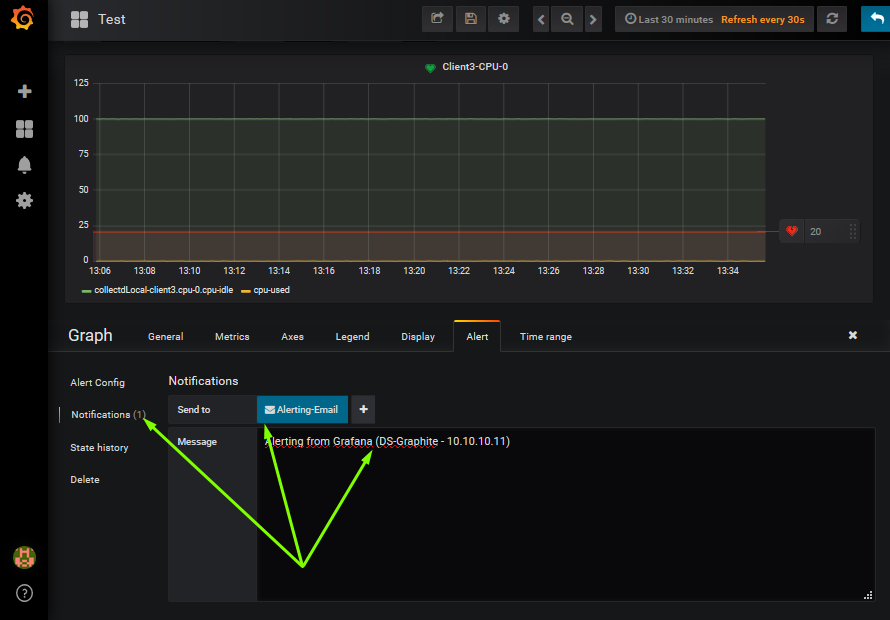 Test
Last 30 minutes Refresh every 30s
Client3-CPU-0
125
100
75
50
25
0
20
13:06 13:08 13:10 13:12 13:14 13:16 13:18 13:20 13:22 13:24 13:26 13:28 13:30 13:32 13:34
collectdLocal-client3.cpu-0.cpu-idle cpu-used
Graph General Metrics Axes Legend Display Alert Time range
Alert Config
Notifications (1)
State history
Delete
Notifications
Send to Alerting-Email
Message Alerting from Grafana (DS-Graphite - 10.10.10.11)